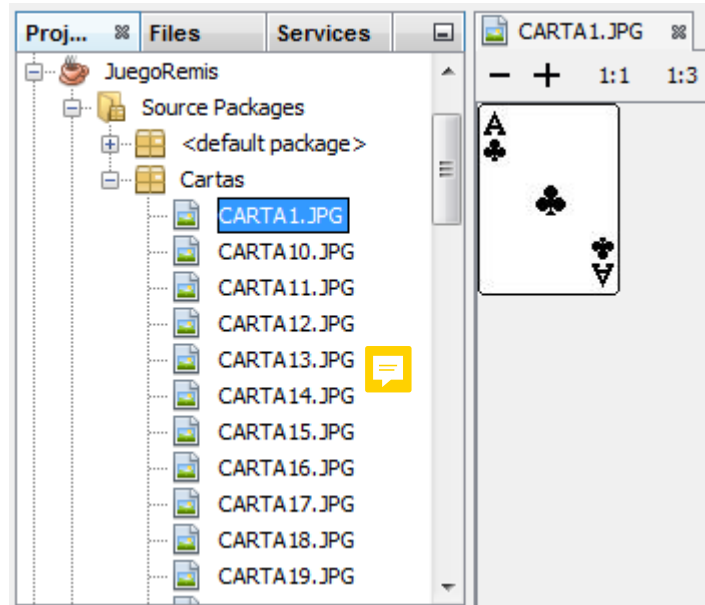 Proj...
Files
Services
CARTA1.JPG
JuegoRemis
1:1
1:3
Source Packages
<default package>
Cartas
CARTA1.JPG
CARTA10.JPG
CARTA11.JPG
CARTA12.JPG
CARTA13.JPG
CARTA14.JPG
CARTA15.JPG
CARTA16.JPG
CARTA17.JPG
CARTA18.JPG
CARTA19.JPG
A
A